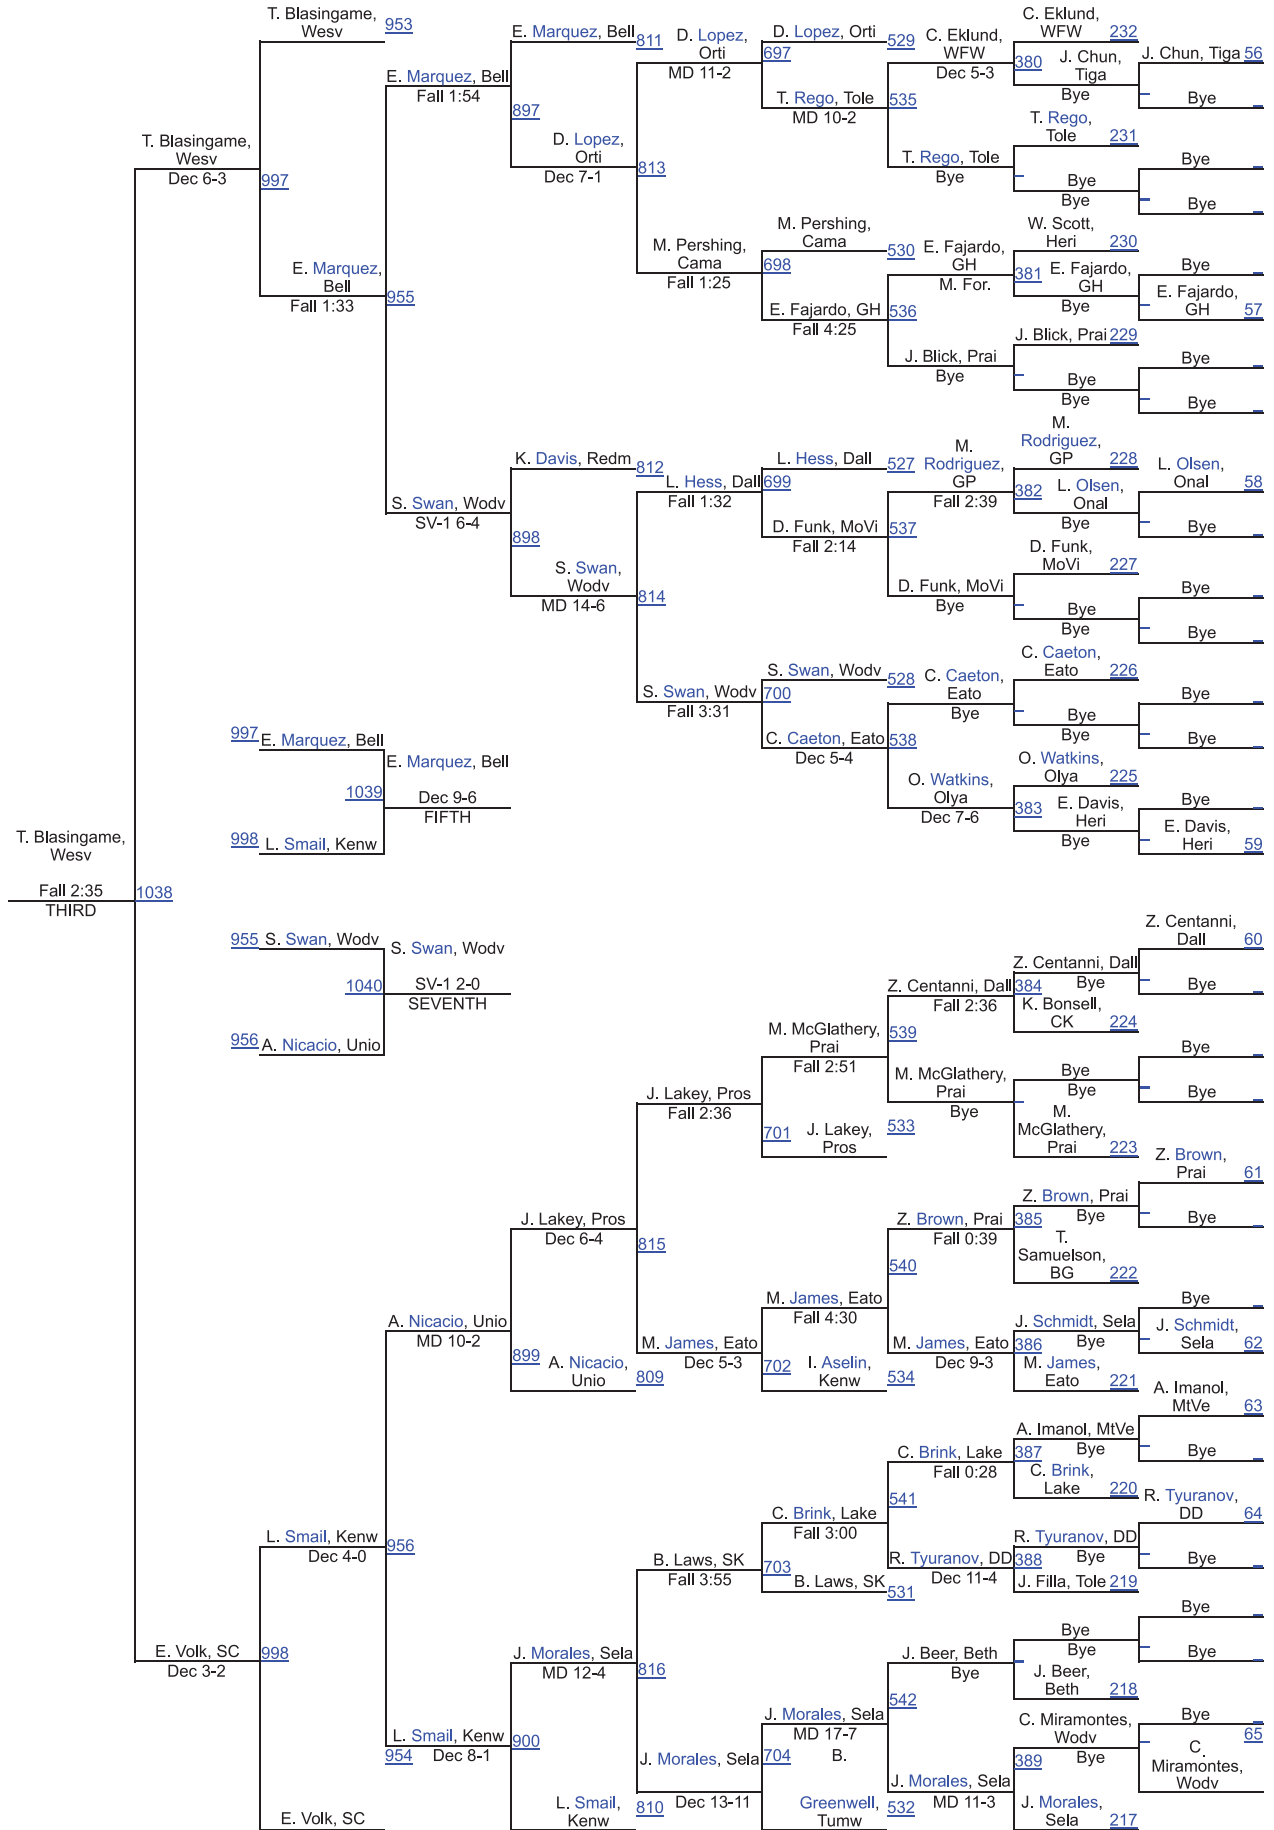 T. Blasingame,
Wesv
953
E. Marquez, Bell
811
D. Lopez,
Orti
MD 11-2
D. Lopez, Orti
529
697
C. Eklund,
WFW
Dec 5-3
C. Eklund,
WFW
232
380
J. Chun,
Tiga
Bye
J. Chun, Tiga
56
Bye
E. Marquez, Bell
Fall 1:54
897
T. Rego, Tole
MD 10-2
535
T. Rego,
Tole
231
T. Blasingame,
Wesv
Dec 6-3
997
D. Lopez,
Orti
Dec 7-1
813
T. Rego, Tole
Bye
Bye
Bye
Bye
Bye
M. Pershing,
Cama
530
W. Scott,
Heri
230
E. Marquez,
Bell
Fall 1:33
955
M. Pershing,
Cama
Fall 1:25
698
E. Fajardo,
GH
M. For.
381
E. Fajardo,
GH
Bye
Bye
E. Fajardo,
GH
57
E. Fajardo, GH
Fall 4:25
536
J. Blick, Prai
229
J. Blick, Prai
Bye
Bye
Bye
Bye
Bye
K. Davis, Redm
812
L. Hess, Dall
Fall 1:32
L. Hess, Dall
527
699
M.
Rodriguez,
GP
Fall 2:39
M.
Rodriguez,
GP
228
382
L. Olsen,
Onal
Bye
L. Olsen,
Onal
58
Bye
S. Swan, Wodv
SV-1 6-4
898
D. Funk, MoVi
Fall 2:14
537
D. Funk,
MoVi
227
S. Swan,
Wodv
MD 14-6
814
D. Funk, MoVi
Bye
Bye
Bye
Bye
Bye
S. Swan, Wodv
Fall 3:31
S. Swan, Wodv
528
700
C. Caeton,
Eato
Bye
C. Caeton,
Eato
226
Bye
Bye
Bye
Bye
C. Caeton, Eato
Dec 5-4
538
997
E. Marquez, Bell
E. Marquez, Bell
1039
Dec 9-6
FIFTH
998
L. Smail, Kenw
O. Watkins,
Olya
Dec 7-6
O. Watkins,
Olya
225
383
E. Davis,
Heri
Bye
Bye
E. Davis,
Heri
59
T. Blasingame,
Wesv
Fall 2:35
THIRD
1038
955
S. Swan, Wodv
S. Swan, Wodv
1040
SV-1 2-0
SEVENTH
956
A. Nicacio, Unio
Z. Centanni,
Dall
60
Z. Centanni, Dall
Fall 2:36
Z. Centanni, Dall
384
Bye
K. Bonsell,
CK
224
Bye
M. McGlathery,
Prai
Fall 2:51
539
M. McGlathery,
Prai
Bye
Bye
Bye
Bye
Bye
M.
McGlathery,
Prai
223
J. Lakey, Pros
Fall 2:36
701
J. Lakey,
Pros
533
Z. Brown,
Prai
61
Z. Brown, Prai
Fall 0:39
Z. Brown, Prai
385
Bye
T.
Samuelson,
BG
222
Bye
J. Lakey, Pros
Dec 6-4
815
540
M. James, Eato
Fall 4:30
J. Schmidt, Sela
386
Bye
Bye
J. Schmidt,
Sela
62
A. Nicacio, Unio
MD 10-2
899
A. Nicacio,
Unio
809
M. James, Eato
Dec 5-3
702
I. Aselin,
Kenw
534
M. James, Eato
Dec 9-3
M. James,
Eato
221
A. Imanol,
MtVe
63
C. Brink, Lake
Fall 0:28
A. Imanol, MtVe
387
Bye
C. Brink,
Lake
220
Bye
541
R. Tyuranov,
DD
64
C. Brink, Lake
Fall 3:00
L. Smail, Kenw
Dec 4-0
956
B. Laws, SK
Fall 3:55
703
B. Laws, SK
531
R. Tyuranov, DD
Dec 11-4
R. Tyuranov, DD
388
Bye
J. Filla, Tole
219
Bye
E. Volk, SC
Dec 3-2
998
J. Morales, Sela
MD 12-4
816
J. Beer, Beth
Bye
Bye
Bye
J. Beer,
Beth
218
Bye
Bye
542
J. Morales, Sela
MD 17-7
L. Smail, Kenw
954
Dec 8-1
900
J. Morales, Sela
Dec 13-11
704
B.
Greenwell,
Tumw
532
J. Morales, Sela
MD 11-3
C. Miramontes,
Wodv
389
Bye
Bye
65
C.
Miramontes,
Wodv
E. Volk, SC
L. Smail,
Kenw
810
J. Morales,
Sela
217